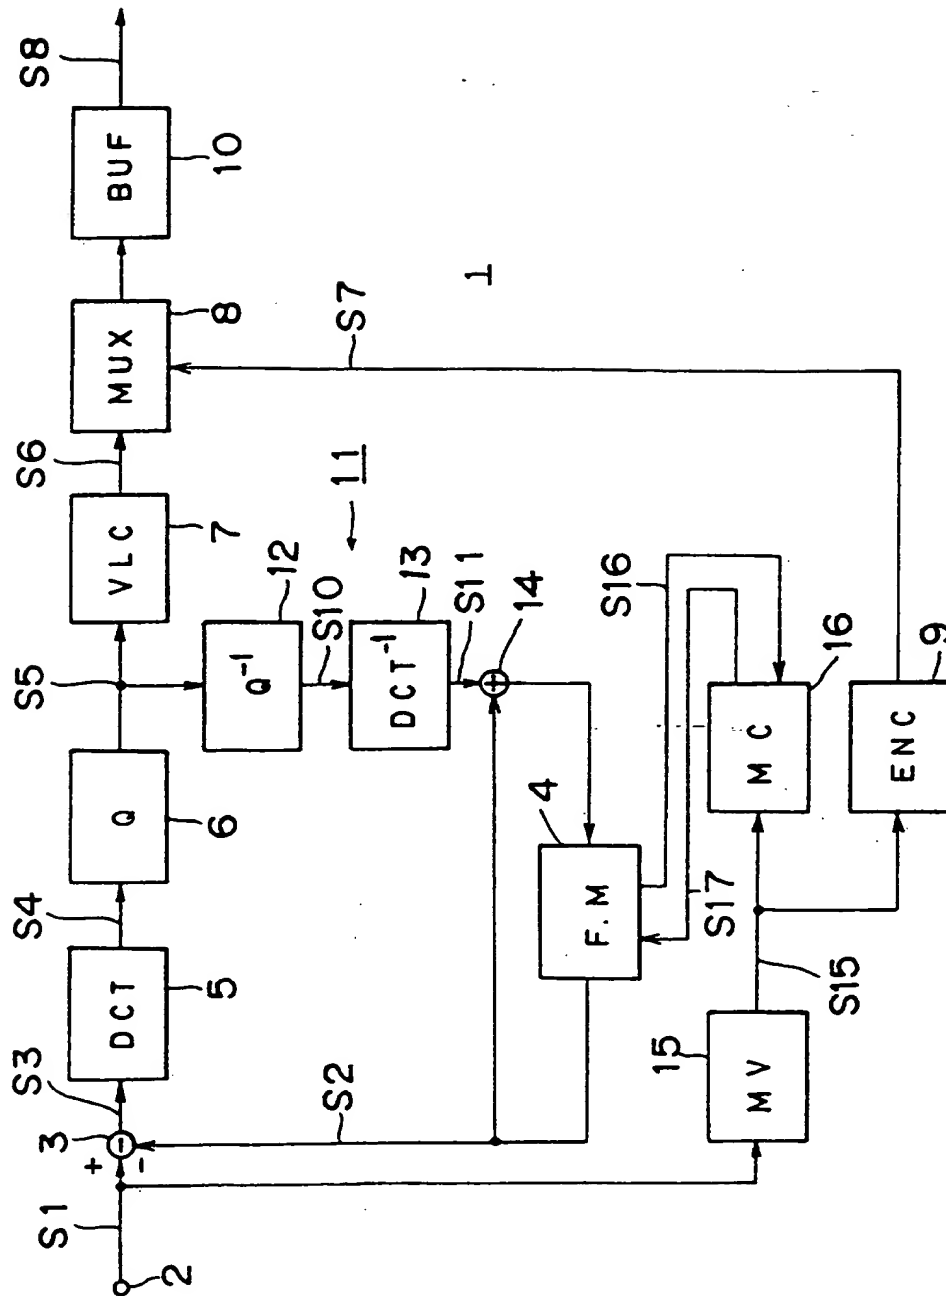 S1
2
+
-
3
-
S3
DCT
5
S4
Q
6
S5
VLC
7
S6
MUX
8
BUF
10
S8
Q⁻¹
12
S10
11
DCT⁻¹
13
S11
+
14
S2
F.M
4
S16
S17
S7
1
MV
15
S15
MC
16
ENC
9